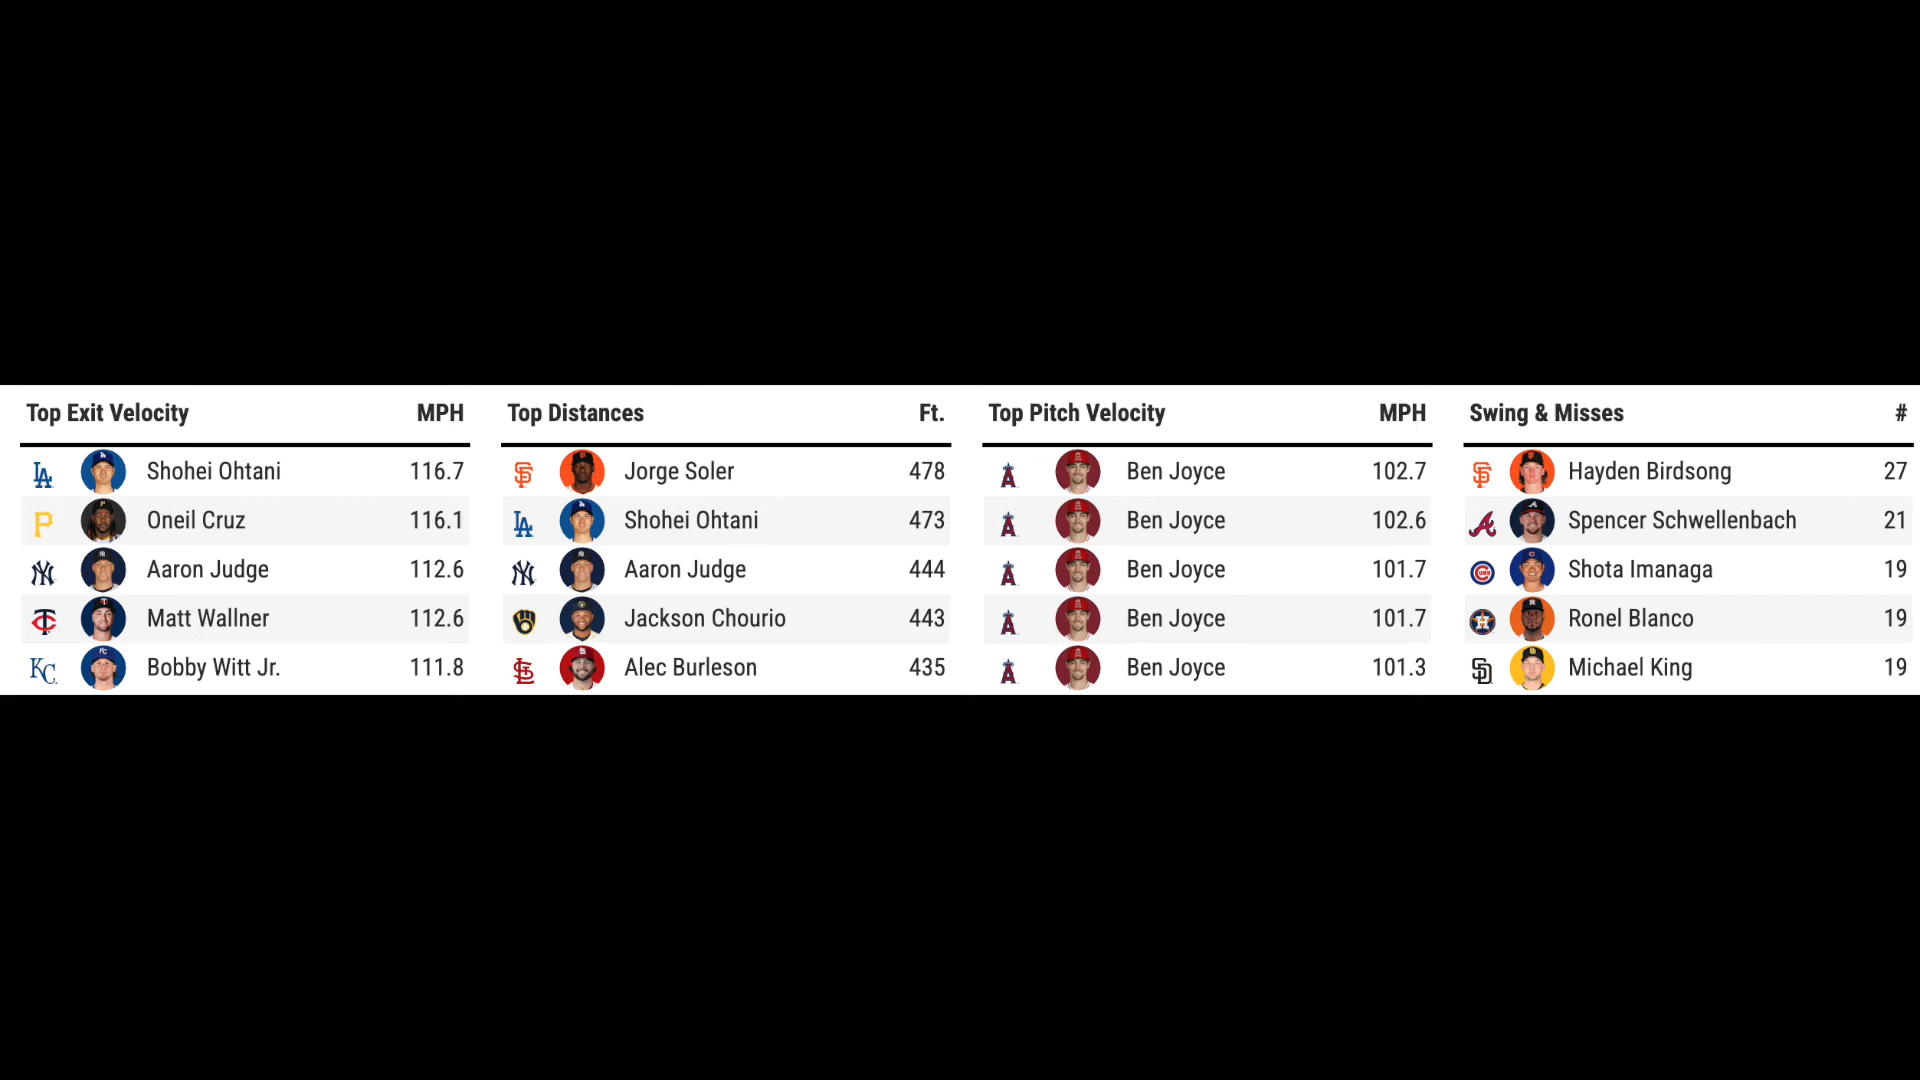 Top Exit Velocity MPH
Shohei Ohtani 116.7
Oneil Cruz 116.1
Aaron Judge 112.6
Matt Wallner 112.6
Bobby Witt Jr. 111.8
Top Distances Ft.
Jorge Soler 478
Shohei Ohtani 473
Aaron Judge 444
Jackson Chourio 443
Alec Burleson 435
Top Pitch Velocity MPH
Ben Joyce 102.7
Ben Joyce 102.6
Ben Joyce 101.7
Ben Joyce 101.7
Ben Joyce 101.3
Swing & Misses #
Hayden Birdsong 27
Spencer Schwellenbach 21
Shota Imanaga 19
Ronel Blanco 19
Michael King 19